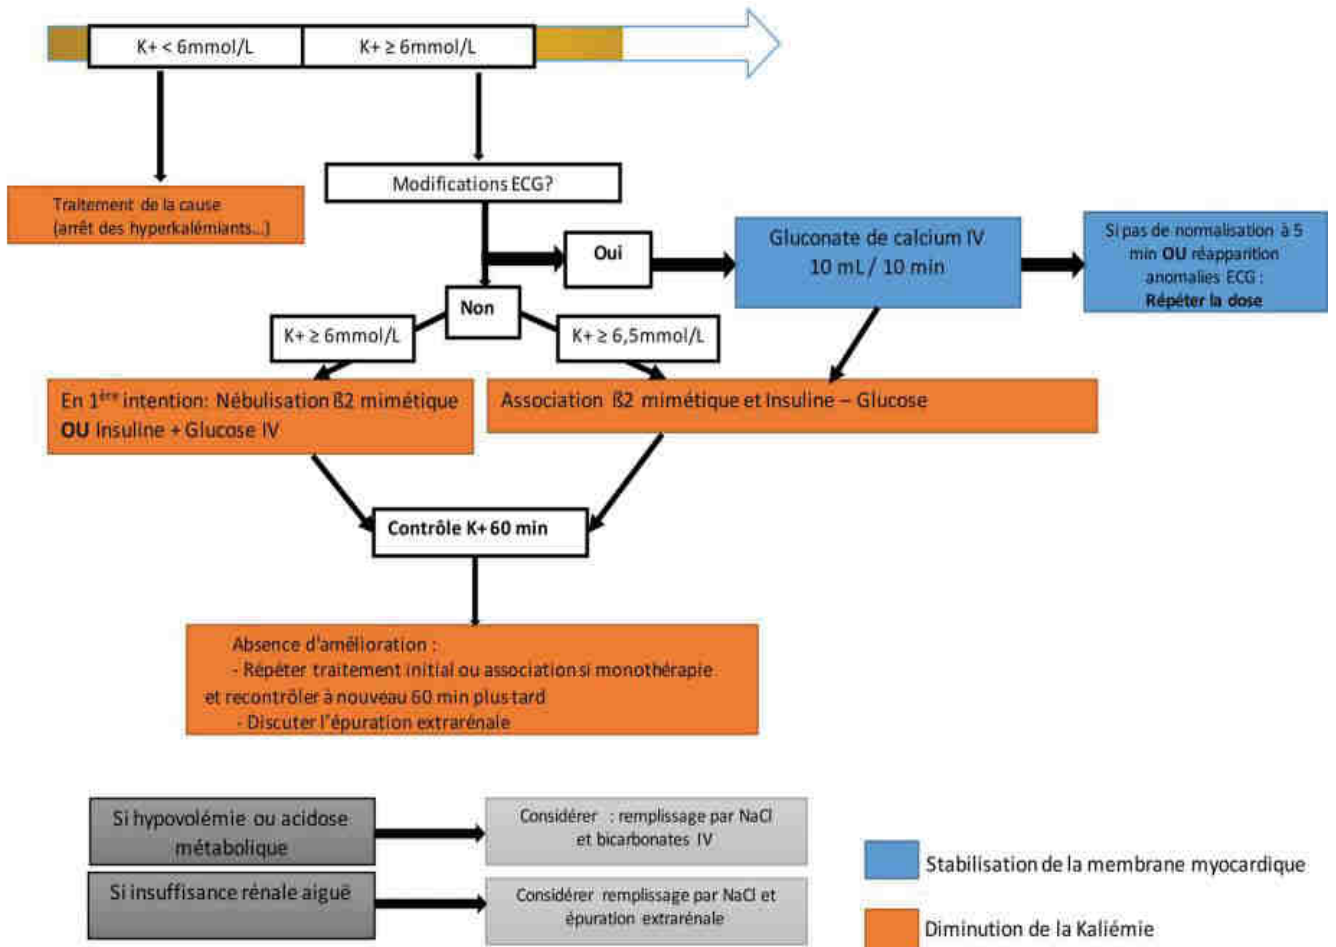 K+ < 6mmol/L
K+ ≥ 6mmol/L
Modifications ECG?
Traitement de la cause
(arrêt des hyperkalémiants...)
Oui
Gluconate de calcium IV
10 mL / 10 min
Si pas de normalisation à 5
min OU réapparition
anomalies ECG :
Répéter la dose
Non
K+ ≥ 6mmol/L
K+ ≥ 6,5mmol/L
En 1ère intention: Nébulisation ß2 mimétique
OU Insuline + Glucose IV
Association ß2 mimétique et Insuline – Glucose
Contrôle K+ 60 min
Absence d'amélioration :
- Répéter traitement initial ou association si monothérapie
et recontrôler à nouveau 60 min plus tard
- Discuter l'épuration extrarénale
Si hypovolémie ou acidose
métabolique
Considérer : remplissage par NaCl
et bicarbonates IV
Si insuffisance rénale aiguë
Considérer remplissage par NaCl et
épuration extrarénale
Stabilisation de la membrane myocardique
Diminution de la Kaliémie